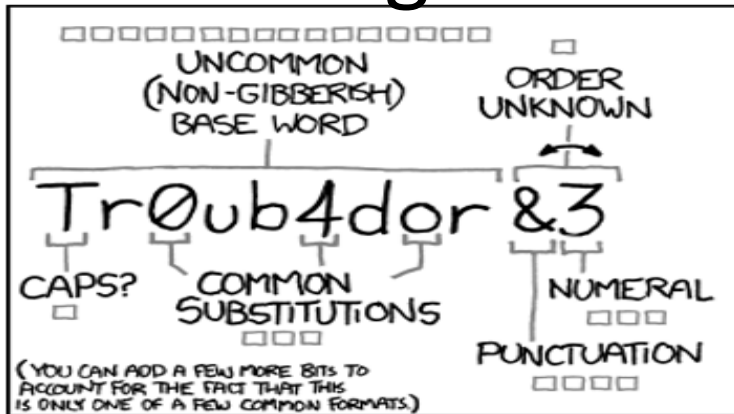 UNCOMMON
(NON-GIBBERISH)
BASE WORD
ORDER
UNKNOWN
Tr0ub4dor &3
CAPS?
COMMON
SUBSTITUTIONS
NUMERAL
PUNCTUATION
(YOU CAN ADD A FEW MORE BITS TO
ACCOUNT FOR THE FACT THAT THIS
IS ONLY ONE OF A FEW COMMON FORMATS.)